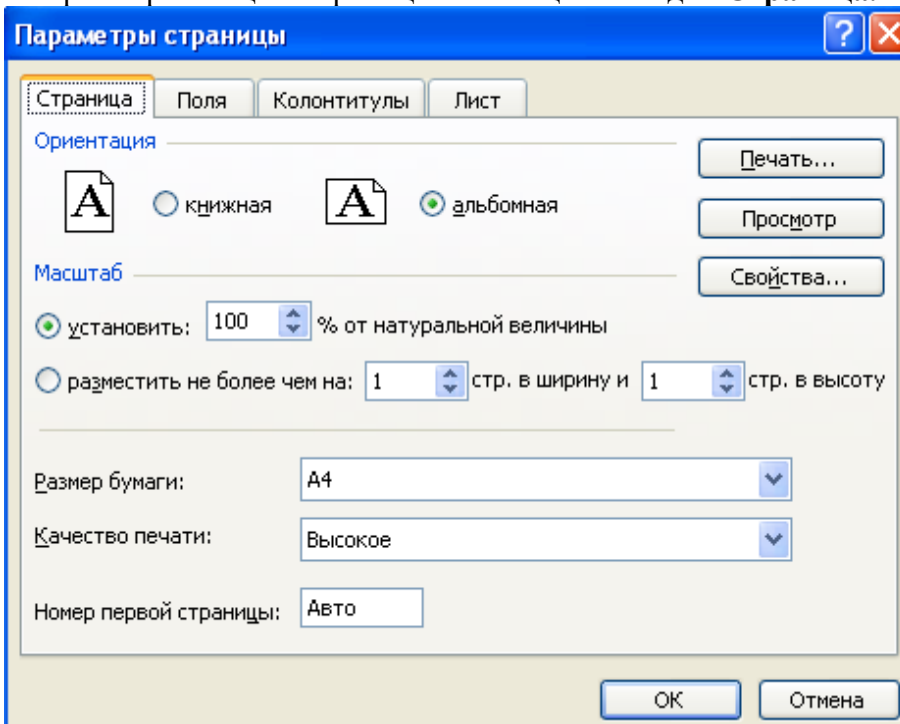 Параметры страницы
Страница Поля Колонтитулы Лист
Ориентация
Печать...
A книжная A альбомная
Просмотр
Масштаб
Свойства...
установить: 100 % от натуральной величины
разместить не более чем на: 1 стр. в ширину и 1 стр. в высоту
Размер бумаги: A4
Качество печати: Высокое
Номер первой страницы: Авто
ОК Отмена